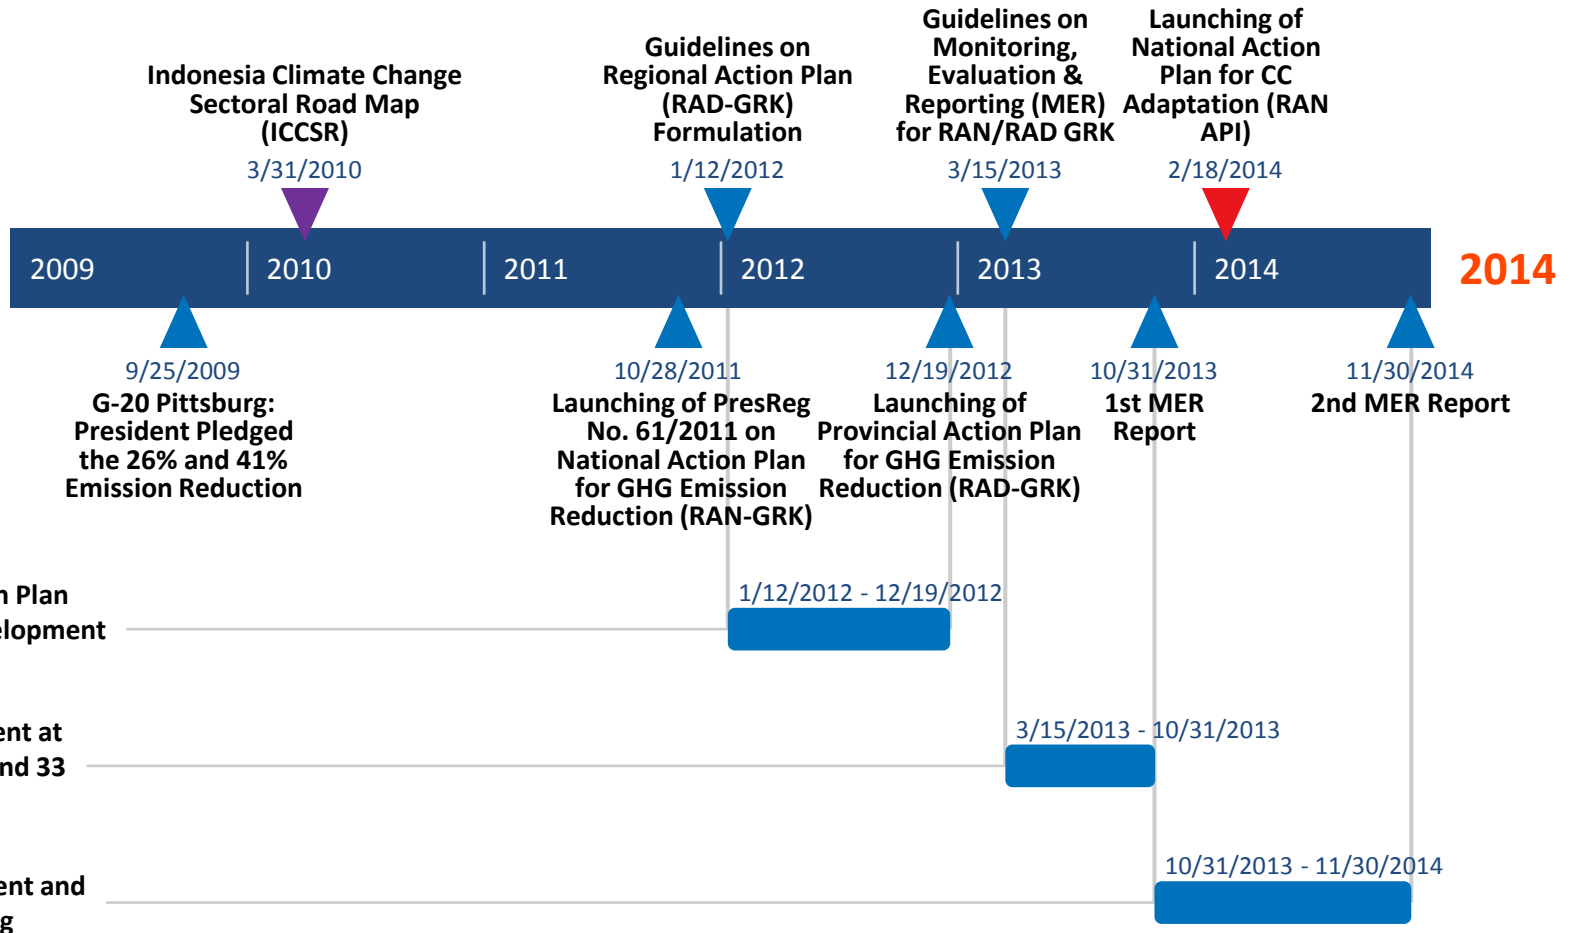 Indonesia Climate Change
Sectoral Road Map
(ICCSR)
3/31/2010
Guidelines on
Regional Action Plan
(RAD-GRK)
Formulation
1/12/2012
Guidelines on
Monitoring,
Evaluation &
Reporting (MER)
for RAN/RAD GRK
3/15/2013
Launching of
National Action
Plan for CC
Adaptation (RAN
API)
2/18/2014
2009
2010
2011
2012
2013
2014
2014
9/25/2009
G-20 Pittsburg:
President Pledged
the 26% and 41%
Emission Reduction
10/28/2011
Launching of PresReg
No. 61/2011 on
National Action Plan
for GHG Emission
Reduction (RAN-GRK)
12/19/2012
Launching of
Provincial Action Plan
for GHG Emission
Reduction (RAD-GRK)
10/31/2013
1st MER
Report
11/30/2014
2nd MER Report
Plan
1/12/2012 - 12/19/2012
3/15/2013 - 10/31/2013
at
33
10/31/2013 - 11/30/2014
and